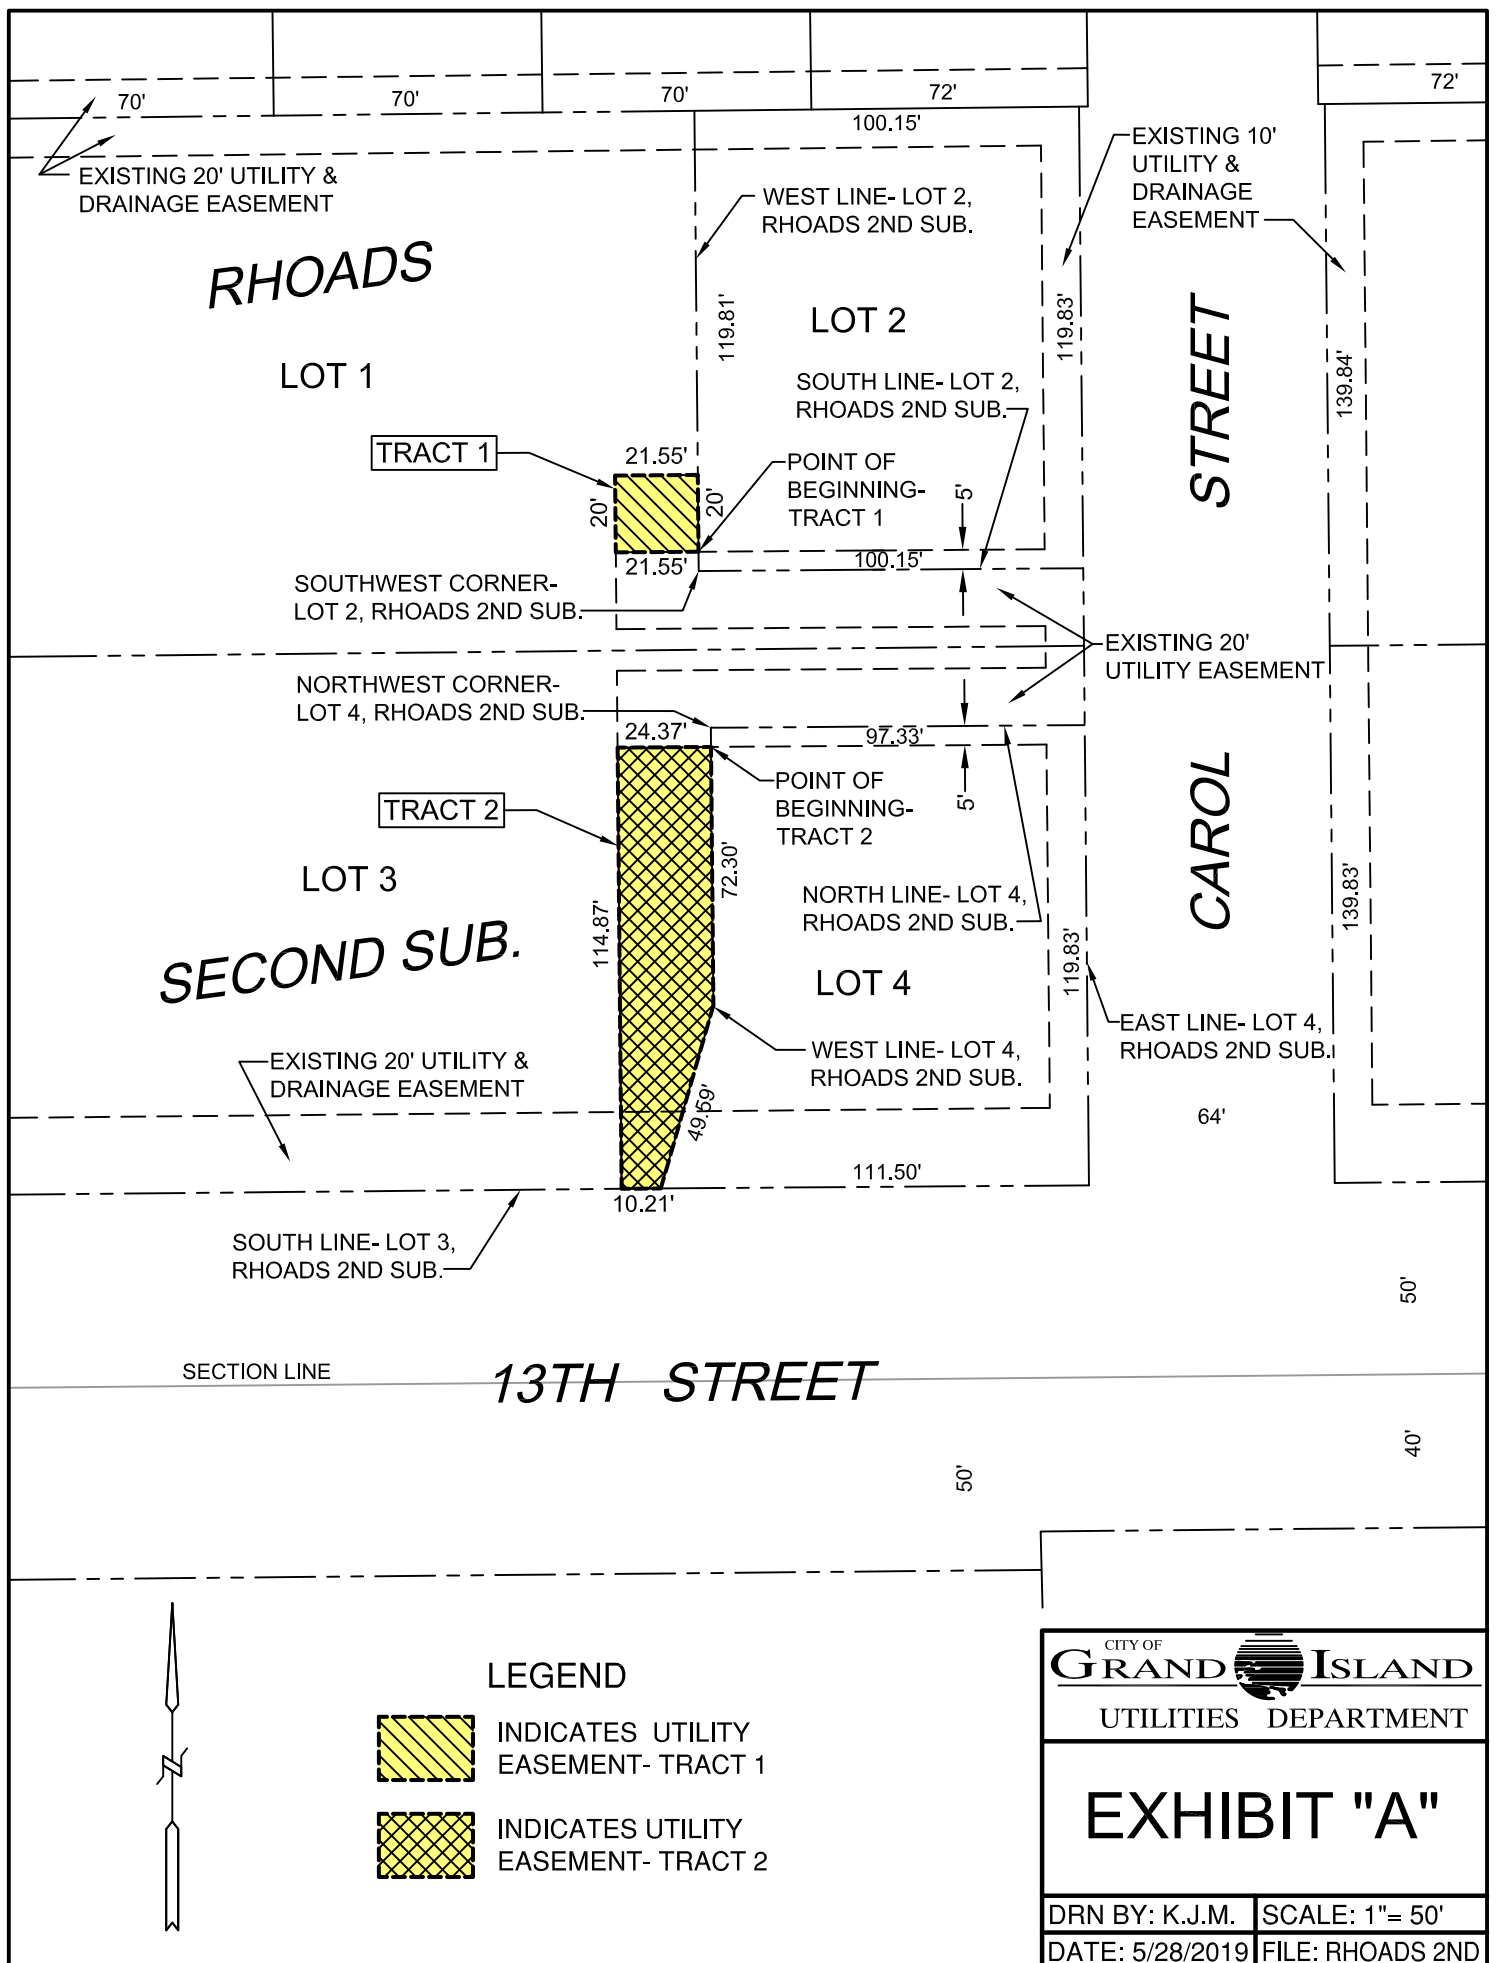 70'
70'
70'
72'
72'
100.15'
EXISTING 20' UTILITY &
DRAINAGE EASEMENT
EXISTING 10'
UTILITY &
DRAINAGE
EASEMENT
WEST LINE- LOT 2,
RHOADS 2ND SUB.
RHOADS
119.81'
LOT 2
119.83'
STREET
139.84'
LOT 1
SOUTH LINE- LOT 2,
RHOADS 2ND SUB.
TRACT 1
21.55'
20'
20'
POINT OF
BEGINNING-
TRACT 1
5'
21.55'
100.15'
SOUTHWEST CORNER-
LOT 2, RHOADS 2ND SUB.
EXISTING 20'
UTILITY EASEMENT
NORTHWEST CORNER-
LOT 4, RHOADS 2ND SUB.
24.37'
97.33'
POINT OF
BEGINNING-
TRACT 2
5'
TRACT 2
CAROL
72.30'
LOT 3
114.87'
NORTH LINE- LOT 4,
RHOADS 2ND SUB.
139.83'
SECOND SUB.
119.83'
LOT 4
EAST LINE- LOT 4,
RHOADS 2ND SUB.
EXISTING 20' UTILITY &
DRAINAGE EASEMENT
WEST LINE- LOT 4,
RHOADS 2ND SUB.
49.59'
64'
111.50'
10.21'
SOUTH LINE- LOT 3,
RHOADS 2ND SUB.
50'
SECTION LINE
13TH STREET
40'
50'
LEGEND
INDICATES UTILITY
EASEMENT- TRACT 1
INDICATES UTILITY
EASEMENT- TRACT 2
CITY OF
GRAND ISLAND
UTILITIES DEPARTMENT
EXHIBIT "A"
DRN BY: K.J.M.
SCALE: 1"= 50'
DATE: 5/28/2019
FILE: RHOADS 2ND